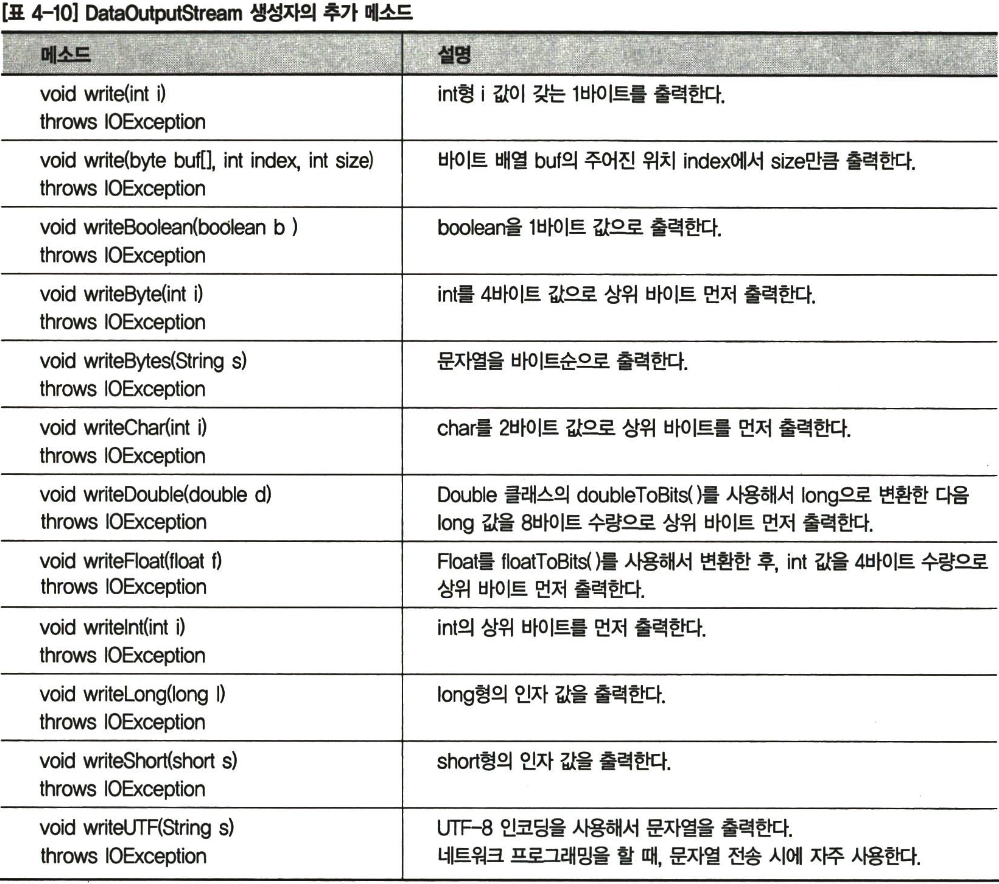 [표 4-10] DataOutputStream 생성자의 추가 메소드
메소드 설명
void write(int i) int형 i 값이 갖는 1바이트를 출력한다.
throws IOException
void write(byte buf[], int index, int size) 바이트 배열 buf의 주어진 위치 index에서 size만큼 출력한다.
throws IOException
void writeBoolean(boolean b ) boolean을 1바이트 값으로 출력한다.
throws IOException
void writeByte(int i) int를 4바이트 값으로 상위 바이트 먼저 출력한다.
throws IOException
void writeBytes(String s) 문자열을 바이트순으로 출력한다.
throws IOException
void writeChar(int i) char를 2바이트 값으로 상위 바이트를 먼저 출력한다.
throws IOException
void writeDouble(double d) Double 클래스의 doubleToBits( )를 사용해서 long으로 변환한 다음
throws IOException long 값을 8바이트 수량으로 상위 바이트 먼저 출력한다.
void writeFloat(float f) Float를 floatToBits( )를 사용해서 변환한 후, int 값을 4바이트 수량으로
throws IOException 상위 바이트 먼저 출력한다.
void writeInt(int i) int의 상위 바이트를 먼저 출력한다.
throws IOException
void writeLong(long l) long형의 인자 값을 출력한다.
throws IOException
void writeShort(short s) short형의 인자 값을 출력한다.
throws IOException
void writeUTF(String s) UTF-8 인코딩을 사용해서 문자열을 출력한다.
throws IOException 네트워크 프로그래밍을 할 때, 문자열 전송 시에 자주 사용한다.